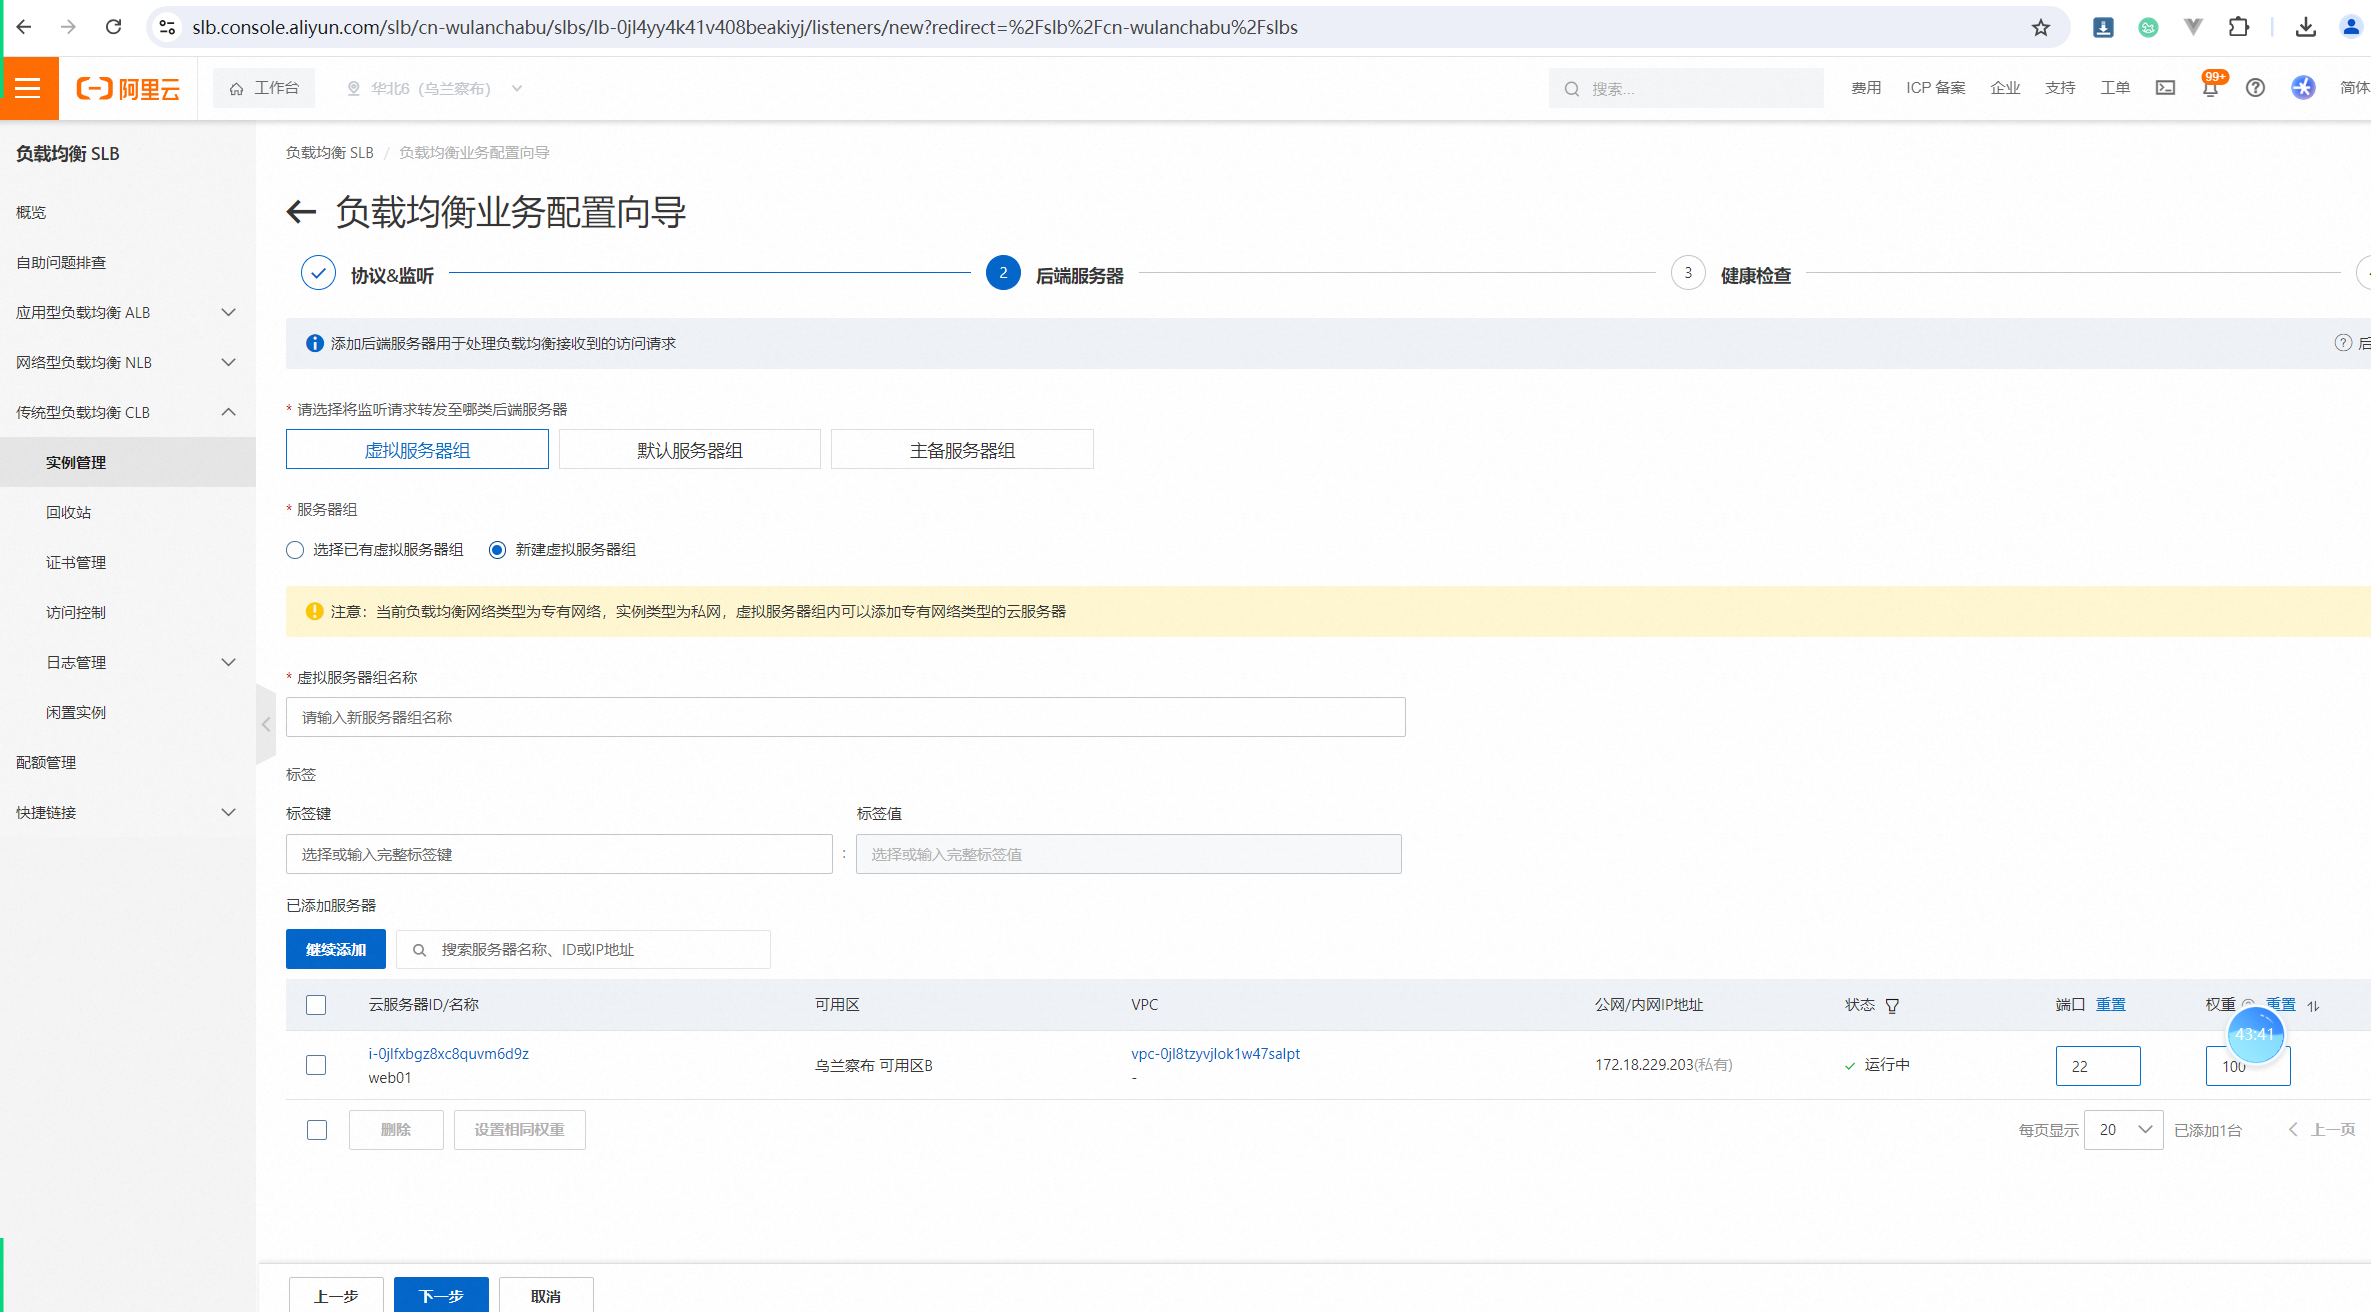 slb.console.aliyun.com/slb/cn-wulanchabu/slbs/lb-0jl4yy4k41v408beakiyj/listeners/new?redirect=%2Fslb%2Fcn-wulanchabu%2Fslbs
阿里云
工作台
华北6（乌兰察布）
搜索...
费用
ICP 备案
企业
支持
工单
99+
简体
负载均衡 SLB
概览
自助问题排查
应用型负载均衡 ALB
网络型负载均衡 NLB
传统型负载均衡 CLB
实例管理
回收站
证书管理
访问控制
日志管理
闲置实例
配额管理
快捷链接
负载均衡 SLB / 负载均衡业务配置向导
负载均衡业务配置向导
协议&监听
2 后端服务器
3 健康检查
添加后端服务器用于处理负载均衡接收到的访问请求
后
* 请选择将监听请求转发至哪类后端服务器
虚拟服务器组 默认服务器组 主备服务器组
* 服务器组
选择已有虚拟服务器组 新建虚拟服务器组
注意：当前负载均衡网络类型为专有网络，实例类型为私网，虚拟服务器组内可以添加专有网络类型的云服务器
* 虚拟服务器组名称
请输入新服务器组名称
标签
标签键 标签值
选择或输入完整标签键 : 选择或输入完整标签值
已添加服务器
继续添加 搜索服务器名称、ID或IP地址
云服务器ID/名称 可用区 VPC 公网/内网IP地址 状态 端口 重置 权重 重置
43:41
i-0jlfxbgz8xc8quvm6d9z vpc-0jl8tzyvjlok1w47salpt
乌兰察布 可用区B 172.18.229.203(私有) 运行中 22 100
web01 -
删除 设置相同权重 每页显示 20 已添加1台 上一页
上一步 下一步 取消